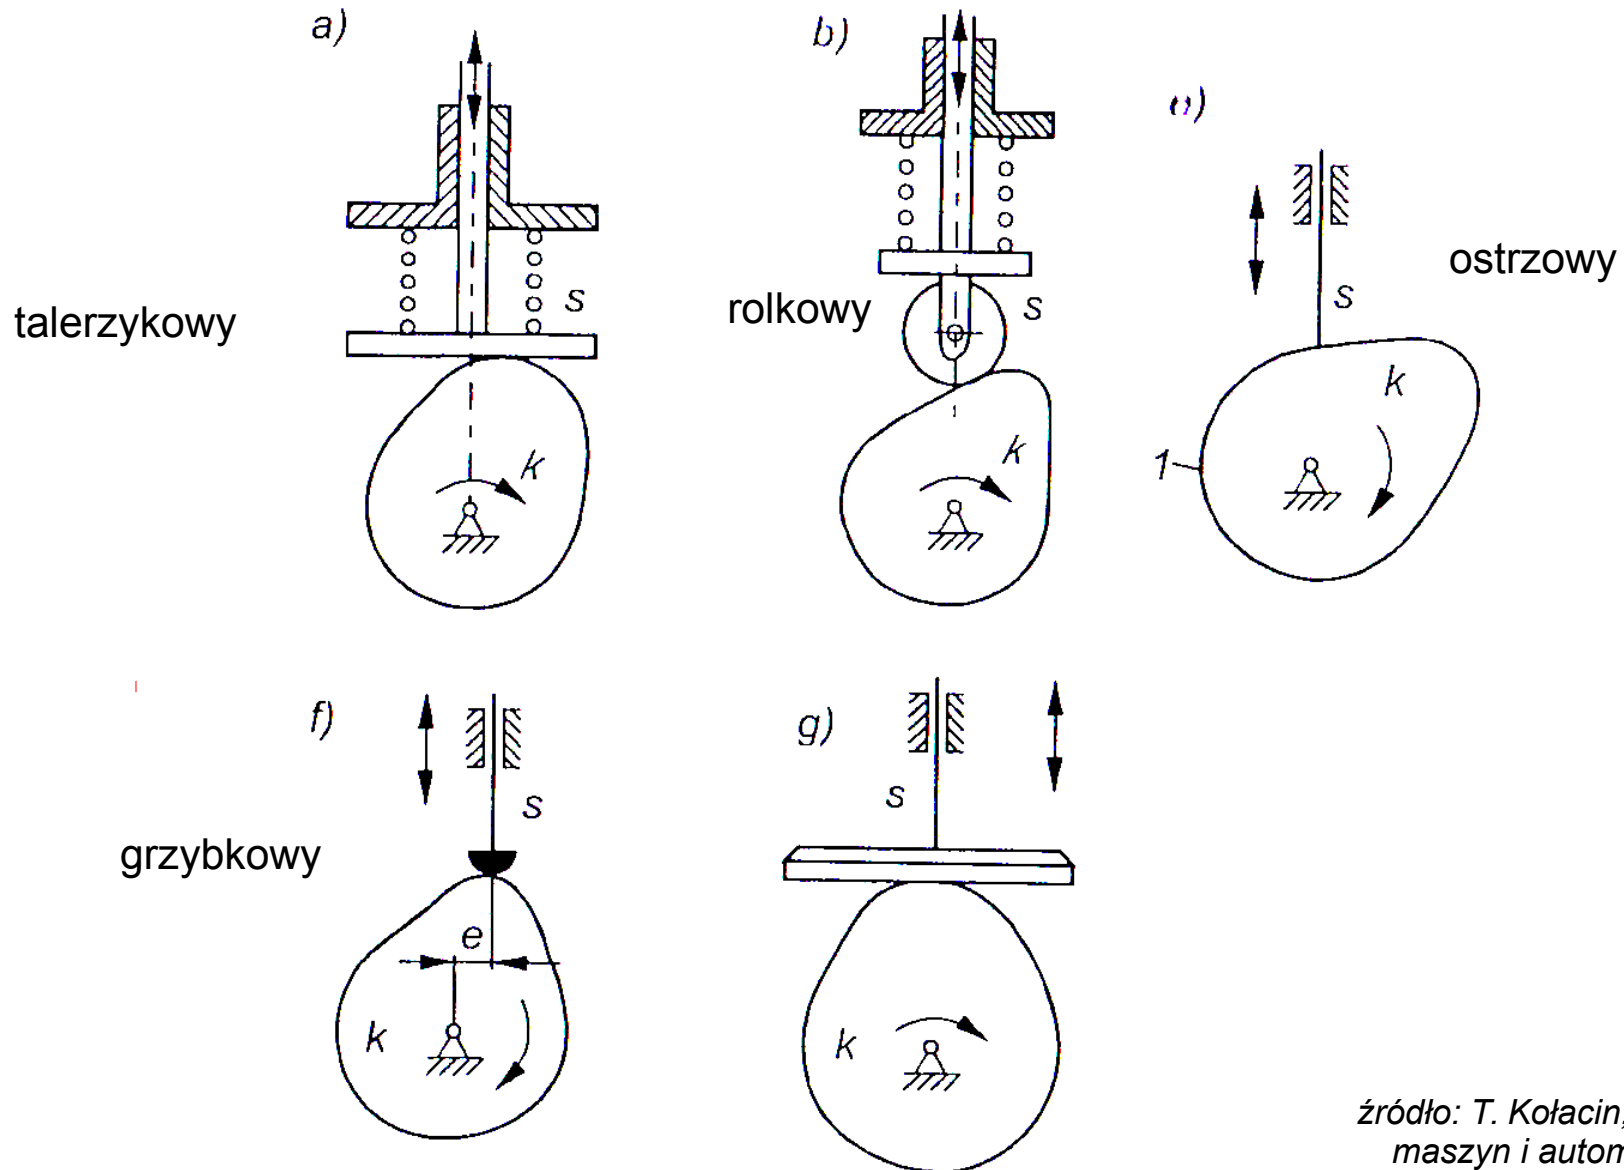 a)
b)
talerzykowy
s
k
rolkowy
s
k
ostrzowy
s
k
1
f)
grzybkowy
s
e
k
g)
s
k
źródło: T. Kołacin,
maszyn i autom